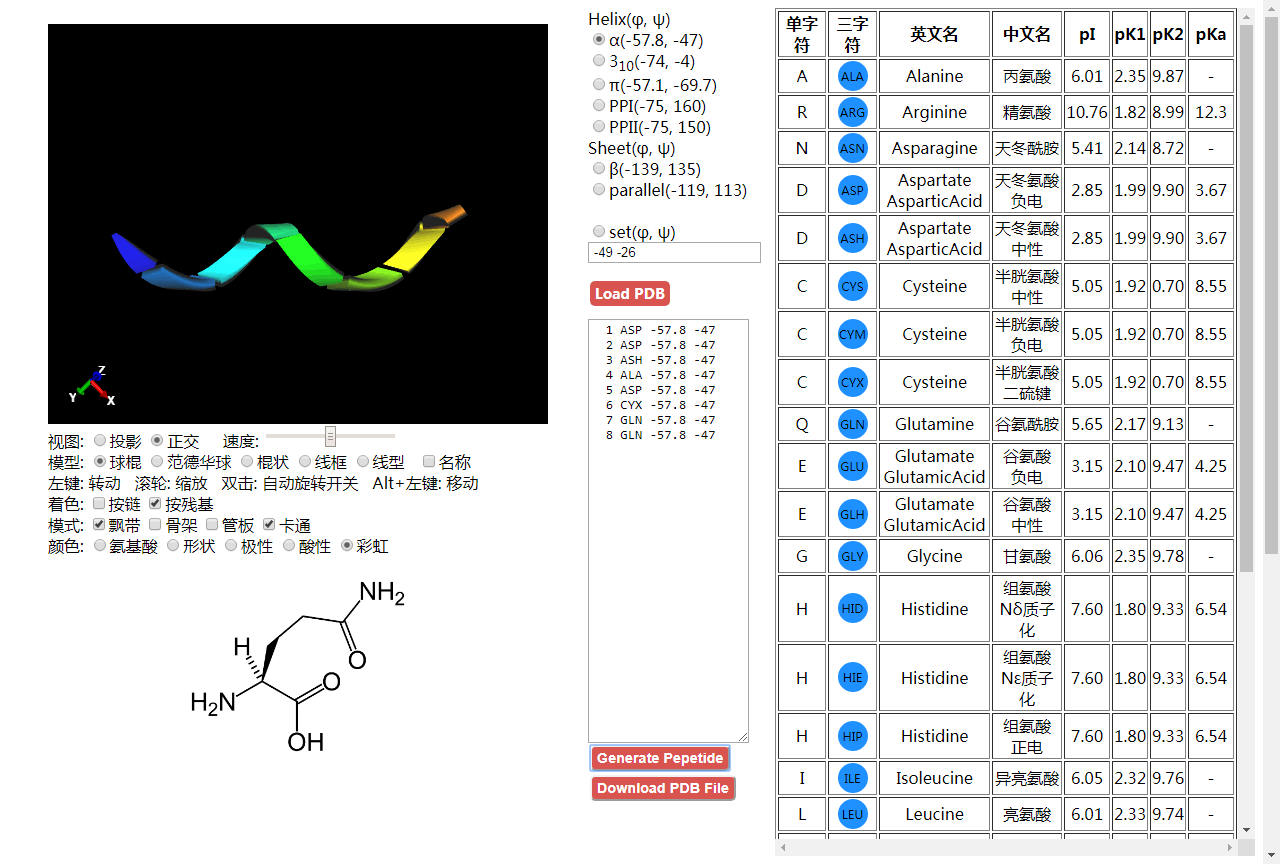 Z
Y
X
视图: 投影 正交 速度:
模型: 球棍 范德华球 棍状 线框 线型 名称
左键: 转动 滚轮: 缩放 双击: 自动旋转开关 Alt+左键: 移动
着色: 按链 按残基
模式: 飘带 骨架 管板 卡通
颜色: 氨基酸 形状 极性 酸性 彩虹
NH2
H
O
O
H2N
OH
Helix(φ, ψ)
α(-57.8, -47)
310(-74, -4)
π(-57.1, -69.7)
PPI(-75, 160)
PPII(-75, 150)
Sheet(φ, ψ)
β(-139, 135)
parallel(-119, 113)
set(φ, ψ)
-49 -26
Load PDB
1 ASP -57.8 -47
2 ASP -57.8 -47
3 ASH -57.8 -47
4 ALA -57.8 -47
5 ASP -57.8 -47
6 CYX -57.8 -47
7 GLN -57.8 -47
8 GLN -57.8 -47
Generate Pepetide
Download PDB File
单字符 三字符 英文名 中文名 pI pK1 pK2 pKa
A ALA Alanine 丙氨酸 6.01 2.35 9.87 -
R ARG Arginine 精氨酸 10.76 1.82 8.99 12.3
N ASN Asparagine 天冬酰胺 5.41 2.14 8.72 -
D ASP Aspartate AsparticAcid 天冬氨酸负电 2.85 1.99 9.90 3.67
D ASH Aspartate AsparticAcid 天冬氨酸中性 2.85 1.99 9.90 3.67
C CYS Cysteine 半胱氨酸中性 5.05 1.92 0.70 8.55
C CYM Cysteine 半胱氨酸负电 5.05 1.92 0.70 8.55
C CYX Cysteine 半胱氨酸二硫键 5.05 1.92 0.70 8.55
Q GLN Glutamine 谷氨酰胺 5.65 2.17 9.13 -
E GLU Glutamate GlutamicAcid 谷氨酸负电 3.15 2.10 9.47 4.25
E GLH Glutamate GlutamicAcid 谷氨酸中性 3.15 2.10 9.47 4.25
G GLY Glycine 甘氨酸 6.06 2.35 9.78 -
H HID Histidine 组氨酸Nδ质子化 7.60 1.80 9.33 6.54
H HIE Histidine 组氨酸Nε质子化 7.60 1.80 9.33 6.54
H HIP Histidine 组氨酸正电 7.60 1.80 9.33 6.54
I ILE Isoleucine 异亮氨酸 6.05 2.32 9.76 -
L LEU Leucine 亮氨酸 6.01 2.33 9.74 -